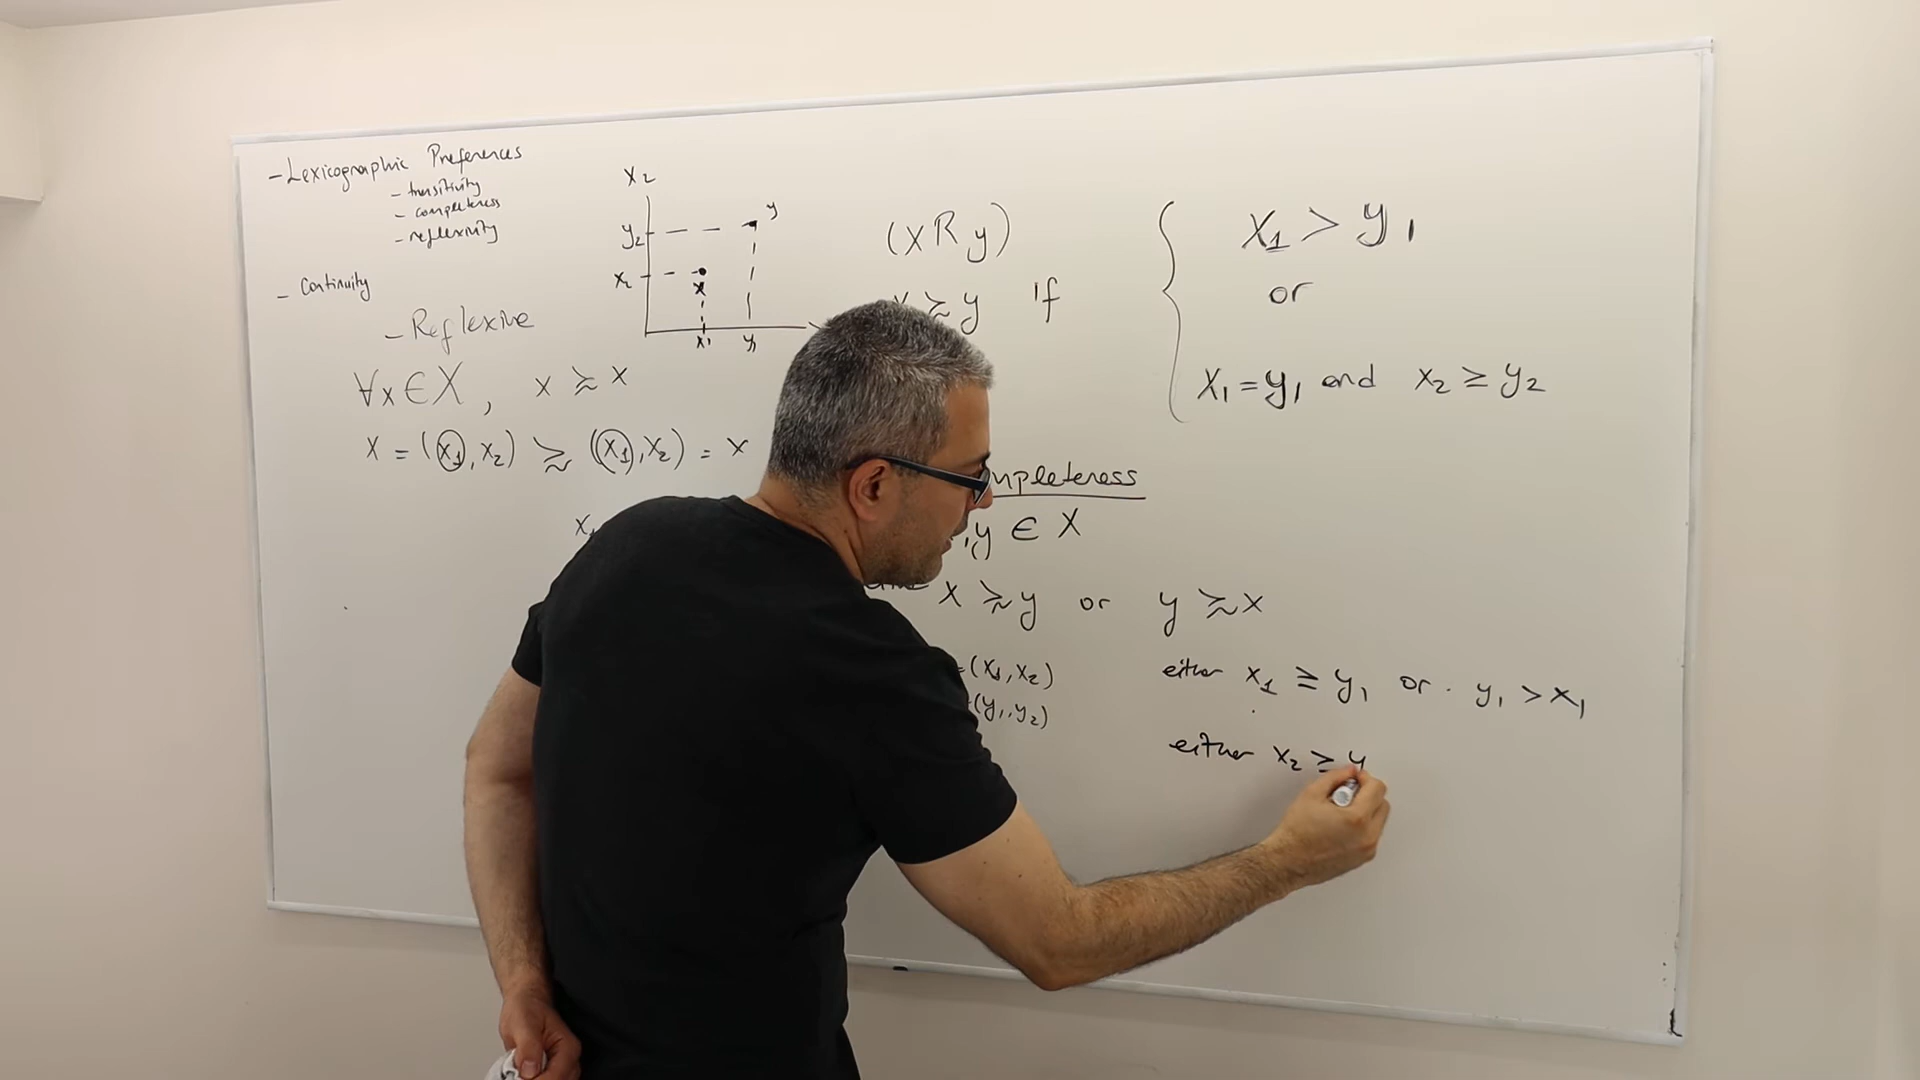 - Lexicographic Preferences
- transitivity
- completeness
- reflexivity
- Continuity
- Reflexive
∀x ∈ X , x ≿ x
X = (x₁, x₂) ≿ (x₁, x₂) = x
x₁
x₂
y₂
x₂
y
x
x₁ y₁
(x R y)
≿ y if
x₁ > y₁
or
x₁ = y₁ and x₂ ≥ y₂
mpleteness
, y ∈ X
x ≿ y or y ≿ x
=(x₁, x₂)
=(y₁, y₂)
either x₁ ≥ y₁ or y₁ > x₁
either x₂ ≥ y